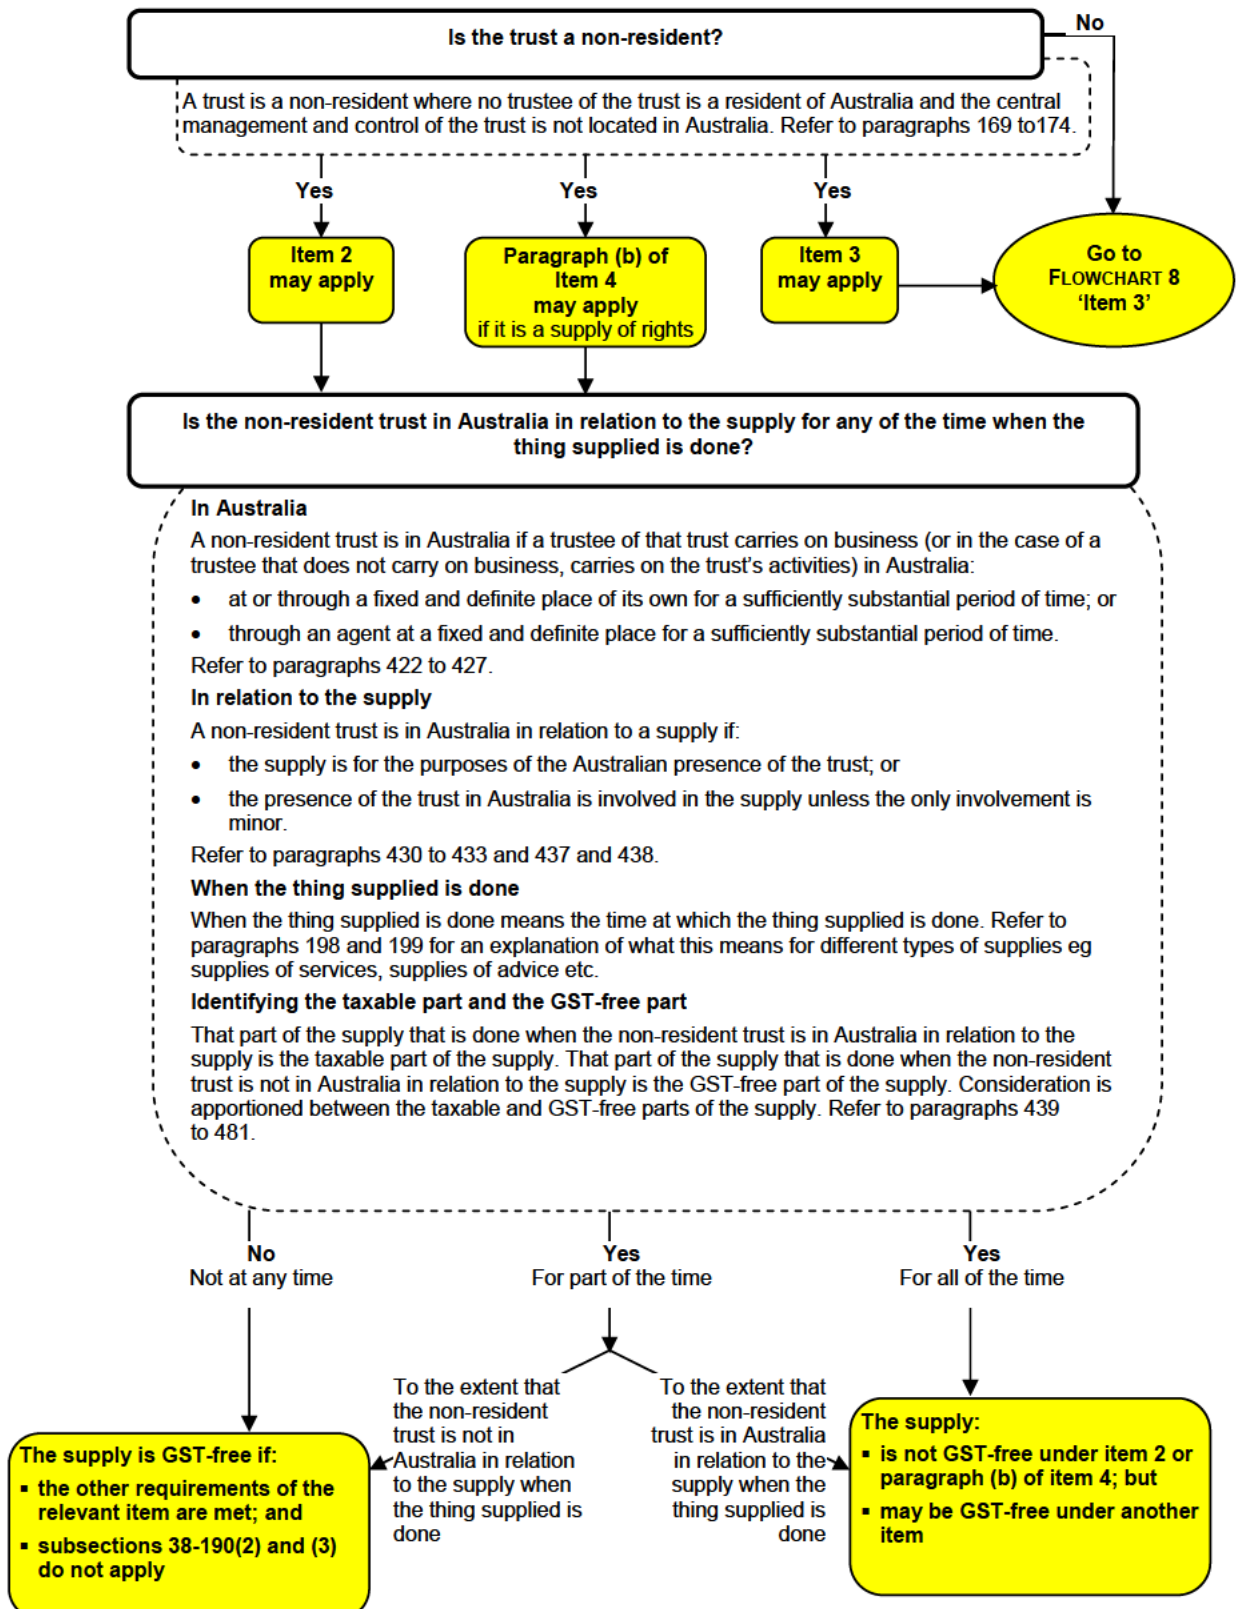 Is the trust a non-resident?
No
A trust is a non-resident where no trustee of the trust is a resident of Australia and the central
management and control of the trust is not located in Australia. Refer to paragraphs 169 to174.
Yes
Yes
Yes
Item 2
may apply
Paragraph (b) of
Item 4
may apply
if it is a supply of rights
Item 3
may apply
Go to
FLOWCHART 8
‘Item 3’
Is the non-resident trust in Australia in relation to the supply for any of the time when the
thing supplied is done?
In Australia
A non-resident trust is in Australia if a trustee of that trust carries on business (or in the case of a
trustee that does not carry on business, carries on the trust’s activities) in Australia:
• at or through a fixed and definite place of its own for a sufficiently substantial period of time; or
• through an agent at a fixed and definite place for a sufficiently substantial period of time.
Refer to paragraphs 422 to 427.
In relation to the supply
A non-resident trust is in Australia in relation to a supply if:
• the supply is for the purposes of the Australian presence of the trust; or
• the presence of the trust in Australia is involved in the supply unless the only involvement is
minor.
Refer to paragraphs 430 to 433 and 437 and 438.
When the thing supplied is done
When the thing supplied is done means the time at which the thing supplied is done. Refer to
paragraphs 198 and 199 for an explanation of what this means for different types of supplies eg
supplies of services, supplies of advice etc.
Identifying the taxable part and the GST-free part
That part of the supply that is done when the non-resident trust is in Australia in relation to the
supply is the taxable part of the supply. That part of the supply that is done when the non-resident
trust is not in Australia in relation to the supply is the GST-free part of the supply. Consideration is
apportioned between the taxable and GST-free parts of the supply. Refer to paragraphs 439
to 481.
No
Not at any time
Yes
For part of the time
Yes
For all of the time
To the extent that
the non-resident
trust is not in
Australia in relation
to the supply when
the thing supplied is
done
To the extent that
the non-resident
trust is in Australia
in relation to the
supply when the
thing supplied is
done
The supply is GST-free if:
▪ the other requirements of the
relevant item are met; and
▪ subsections 38-190(2) and (3)
do not apply
The supply:
▪ is not GST-free under item 2 or
paragraph (b) of item 4; but
▪ may be GST-free under another
item